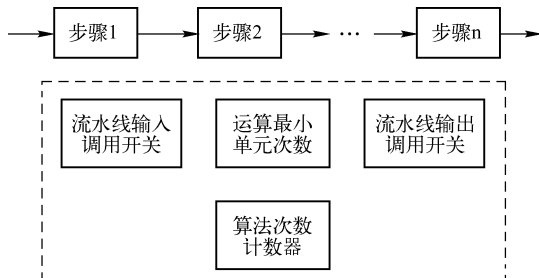 步骤1
步骤2
…
步骤n
流水线输入
调用开关
运算最小
单元次数
流水线输出
调用开关
算法次数
计数器